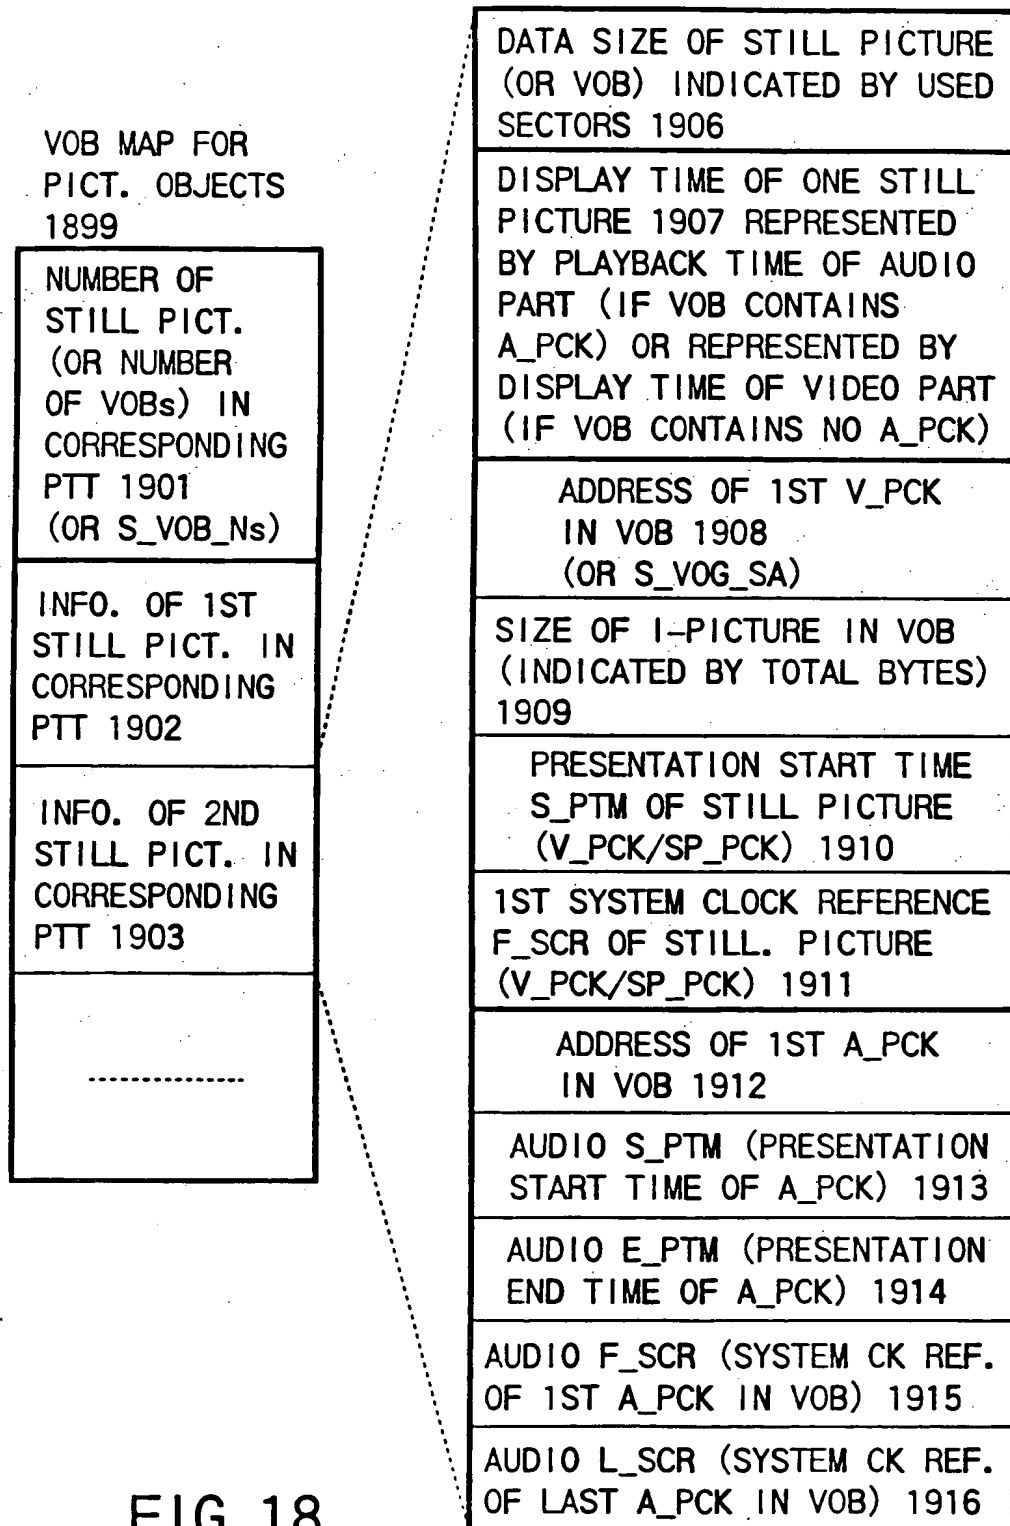 VOB MAP FOR
PICT. OBJECTS
1899
NUMBER OF
STILL PICT.
(OR NUMBER
OF VOBs) IN
CORRESPONDING
PTT 1901
(OR S_VOB_Ns)
INFO. OF 1ST
STILL PICT. IN
CORRESPONDING
PTT 1902
INFO. OF 2ND
STILL PICT. IN
CORRESPONDING
PTT 1903
DATA SIZE OF STILL PICTURE
(OR VOB) INDICATED BY USED
SECTORS 1906
DISPLAY TIME OF ONE STILL
PICTURE 1907 REPRESENTED
BY PLAYBACK TIME OF AUDIO
PART (IF VOB CONTAINS
A_PCK) OR REPRESENTED BY
DISPLAY TIME OF VIDEO PART
(IF VOB CONTAINS NO A_PCK)
ADDRESS OF 1ST V_PCK
IN VOB 1908
(OR S_VOG_SA)
SIZE OF I-PICTURE IN VOB
(INDICATED BY TOTAL BYTES)
1909
PRESENTATION START TIME
S_PTM OF STILL PICTURE
(V_PCK/SP_PCK) 1910
1ST SYSTEM CLOCK REFERENCE
F_SCR OF STILL. PICTURE
(V_PCK/SP_PCK) 1911
ADDRESS OF 1ST A_PCK
IN VOB 1912
AUDIO S_PTM (PRESENTATION
START TIME OF A_PCK) 1913
AUDIO E_PTM (PRESENTATION
END TIME OF A_PCK) 1914
AUDIO F_SCR (SYSTEM CK REF.
OF 1ST A_PCK IN VOB) 1915
AUDIO L_SCR (SYSTEM CK REF.
OF LAST A_PCK IN VOB) 1916
FIG 18